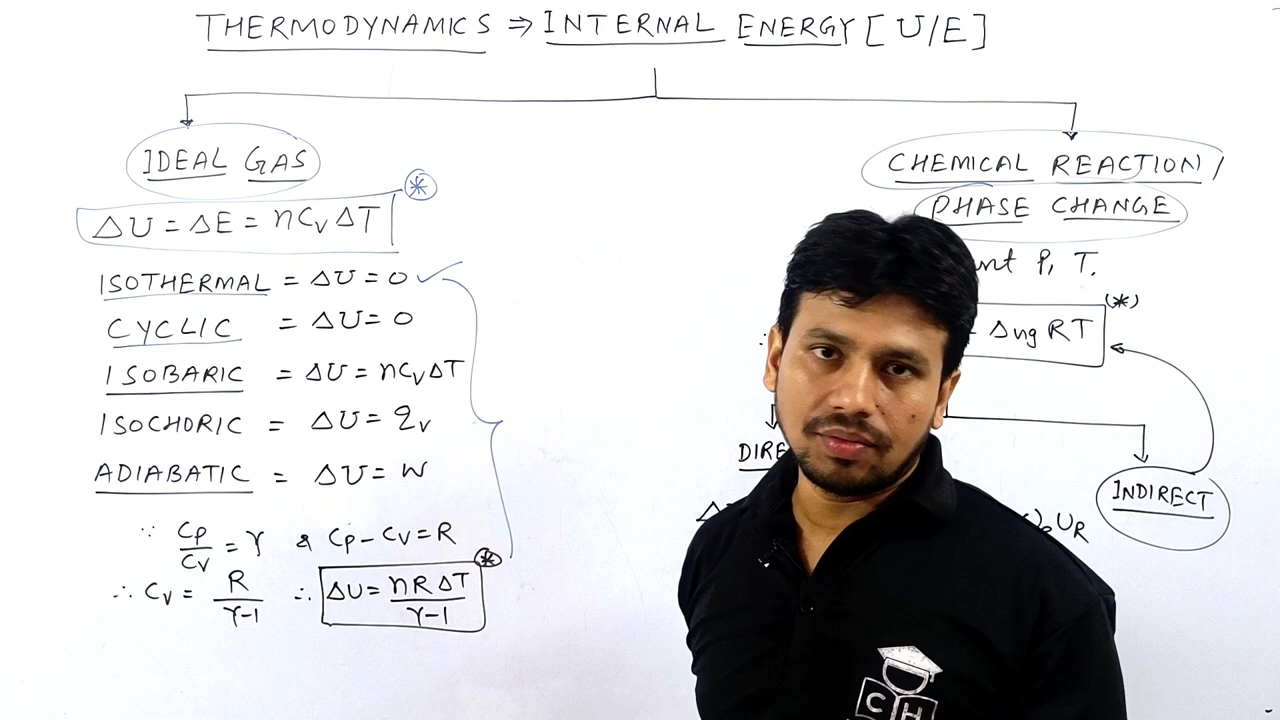 THERMODYNAMICS ⇒ INTERNAL ENERGY [U/E]
IDEAL GAS
ΔU = ΔE = nCvΔT
ISOTHERMAL = ΔU = 0 ✓
CYCLIC = ΔU = 0
ISOBARIC = ΔU = nCvΔT
ISOCHORIC = ΔU = qv
ADIABATIC = ΔU = W
∵ Cp/Cv = γ & Cp - Cv = R
∴ Cv = R/γ-1 ∴ ΔU = nRΔT/γ-1
CHEMICAL REACTION/
PHASE CHANGE
P, T.
(*)
- Δng RT
INDIRECT
UR
CH